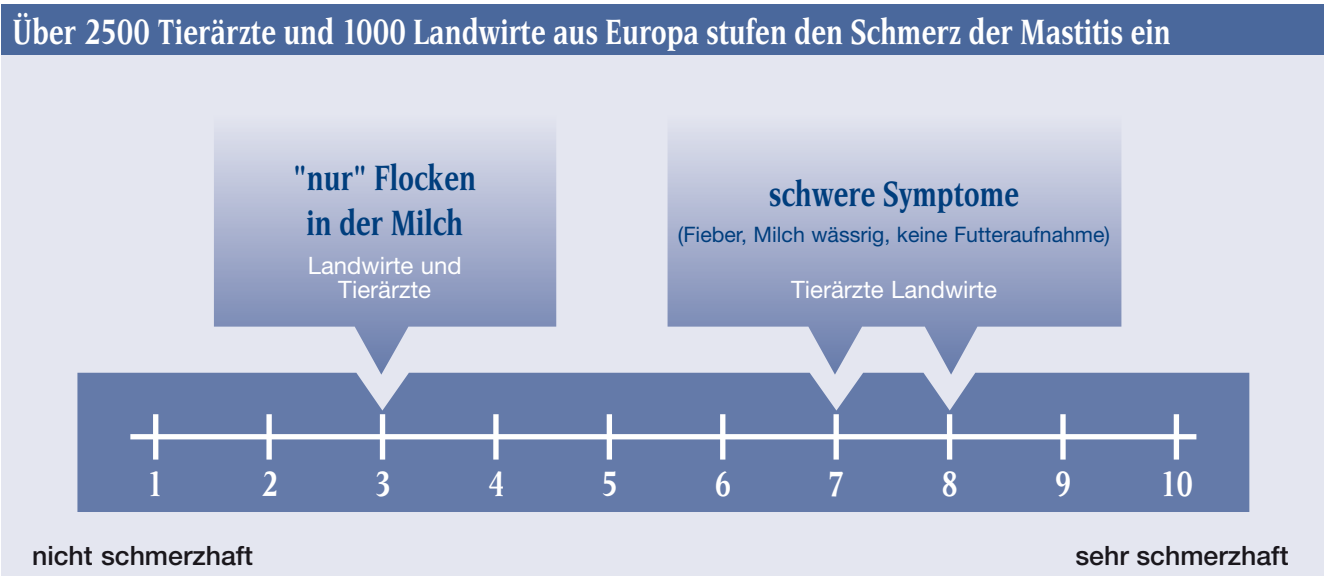 Über 2500 Tierärzte und 1000 Landwirte aus Europa stufen den Schmerz der Mastitis ein
"nur" Flocken
in der Milch
Landwirte und
Tierärzte
schwere Symptome
(Fieber, Milch wässrig, keine Futteraufnahme)
Tierärzte Landwirte
1 2 3 4 5 6 7 8 9 10
nicht schmerzhaft sehr schmerzhaft